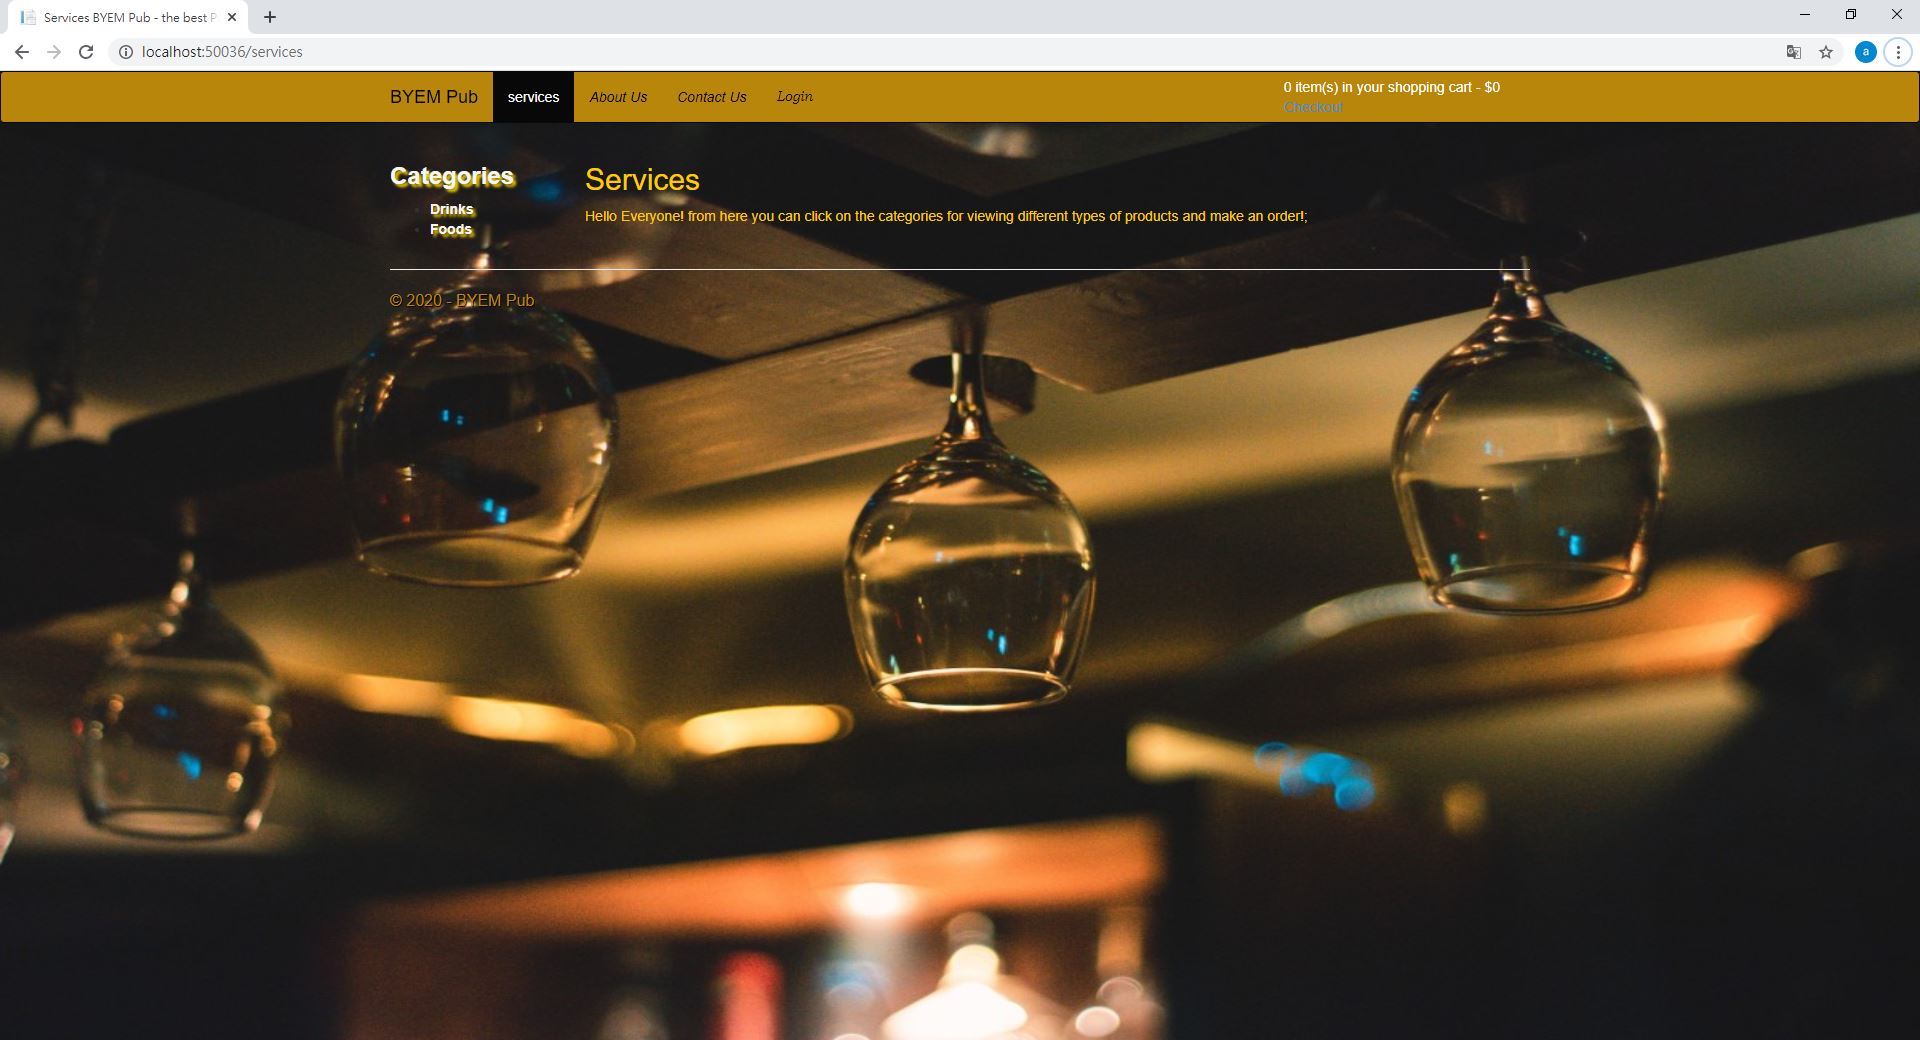 Services BYEM Pub - the best P
localhost:50036/services
a
BYEM Pub services About Us Contact Us Login
0 item(s) in your shopping cart - $0
Checkout
Categories
Drinks
Foods
Services
Hello Everyone! from here you can click on the categories for viewing different types of products and make an order!;
© 2020 - BYEM Pub